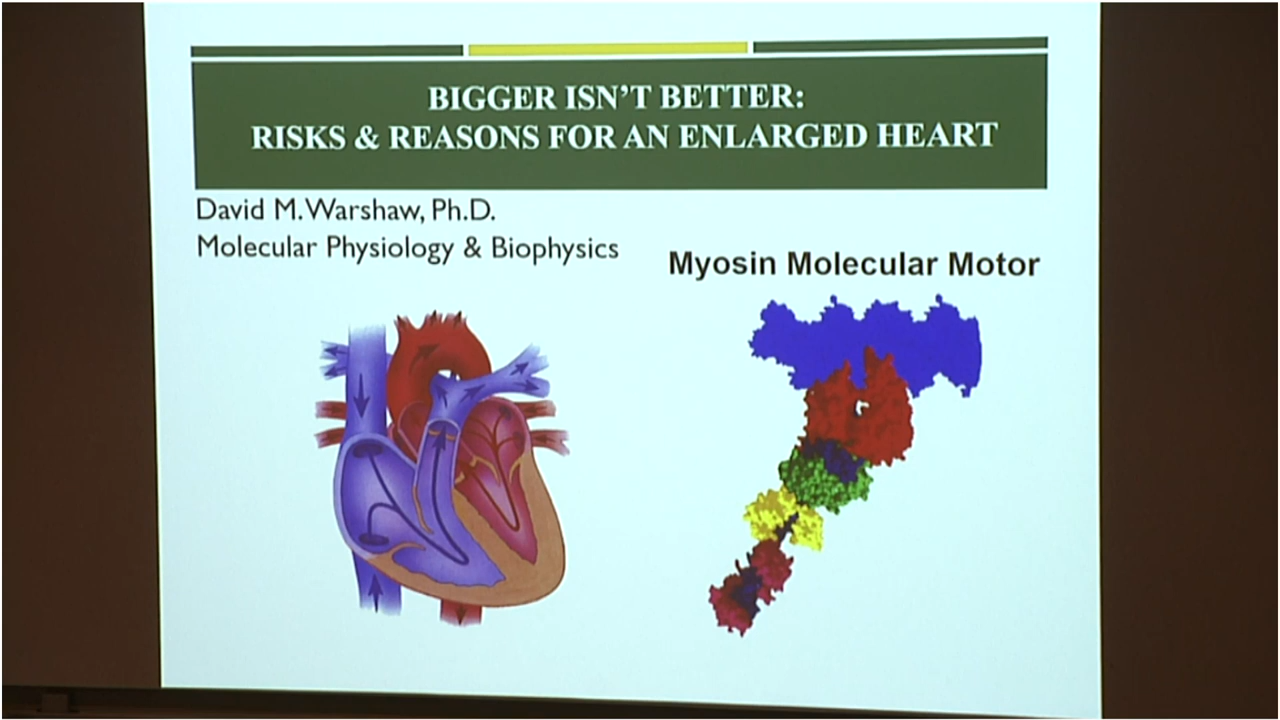 BIGGER ISN'T BETTER:
RISKS & REASONS FOR AN ENLARGED HEART
David M. Warshaw, Ph.D.
Molecular Physiology & Biophysics
Myosin Molecular Motor